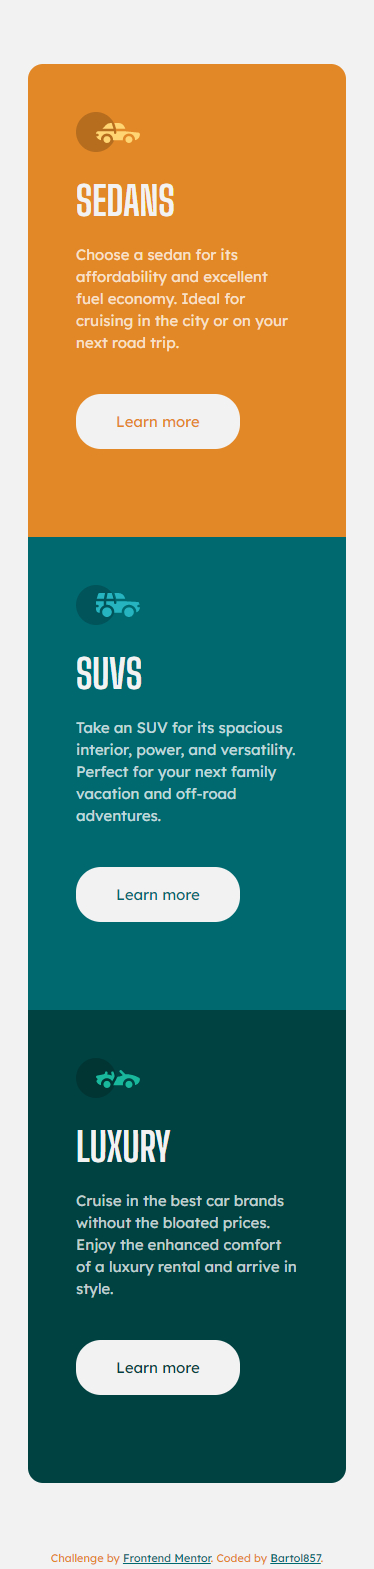 SEDANS
Choose a sedan for its
affordability and excellent
fuel economy. Ideal for
cruising in the city or on your
next road trip.
Learn more
SUVS
Take an SUV for its spacious
interior, power, and versatility.
Perfect for your next family
vacation and off-road
adventures.
Learn more
LUXURY
Cruise in the best car brands
without the bloated prices.
Enjoy the enhanced comfort
of a luxury rental and arrive in
style.
Learn more
Challenge by Frontend Mentor. Coded by Bartol857.